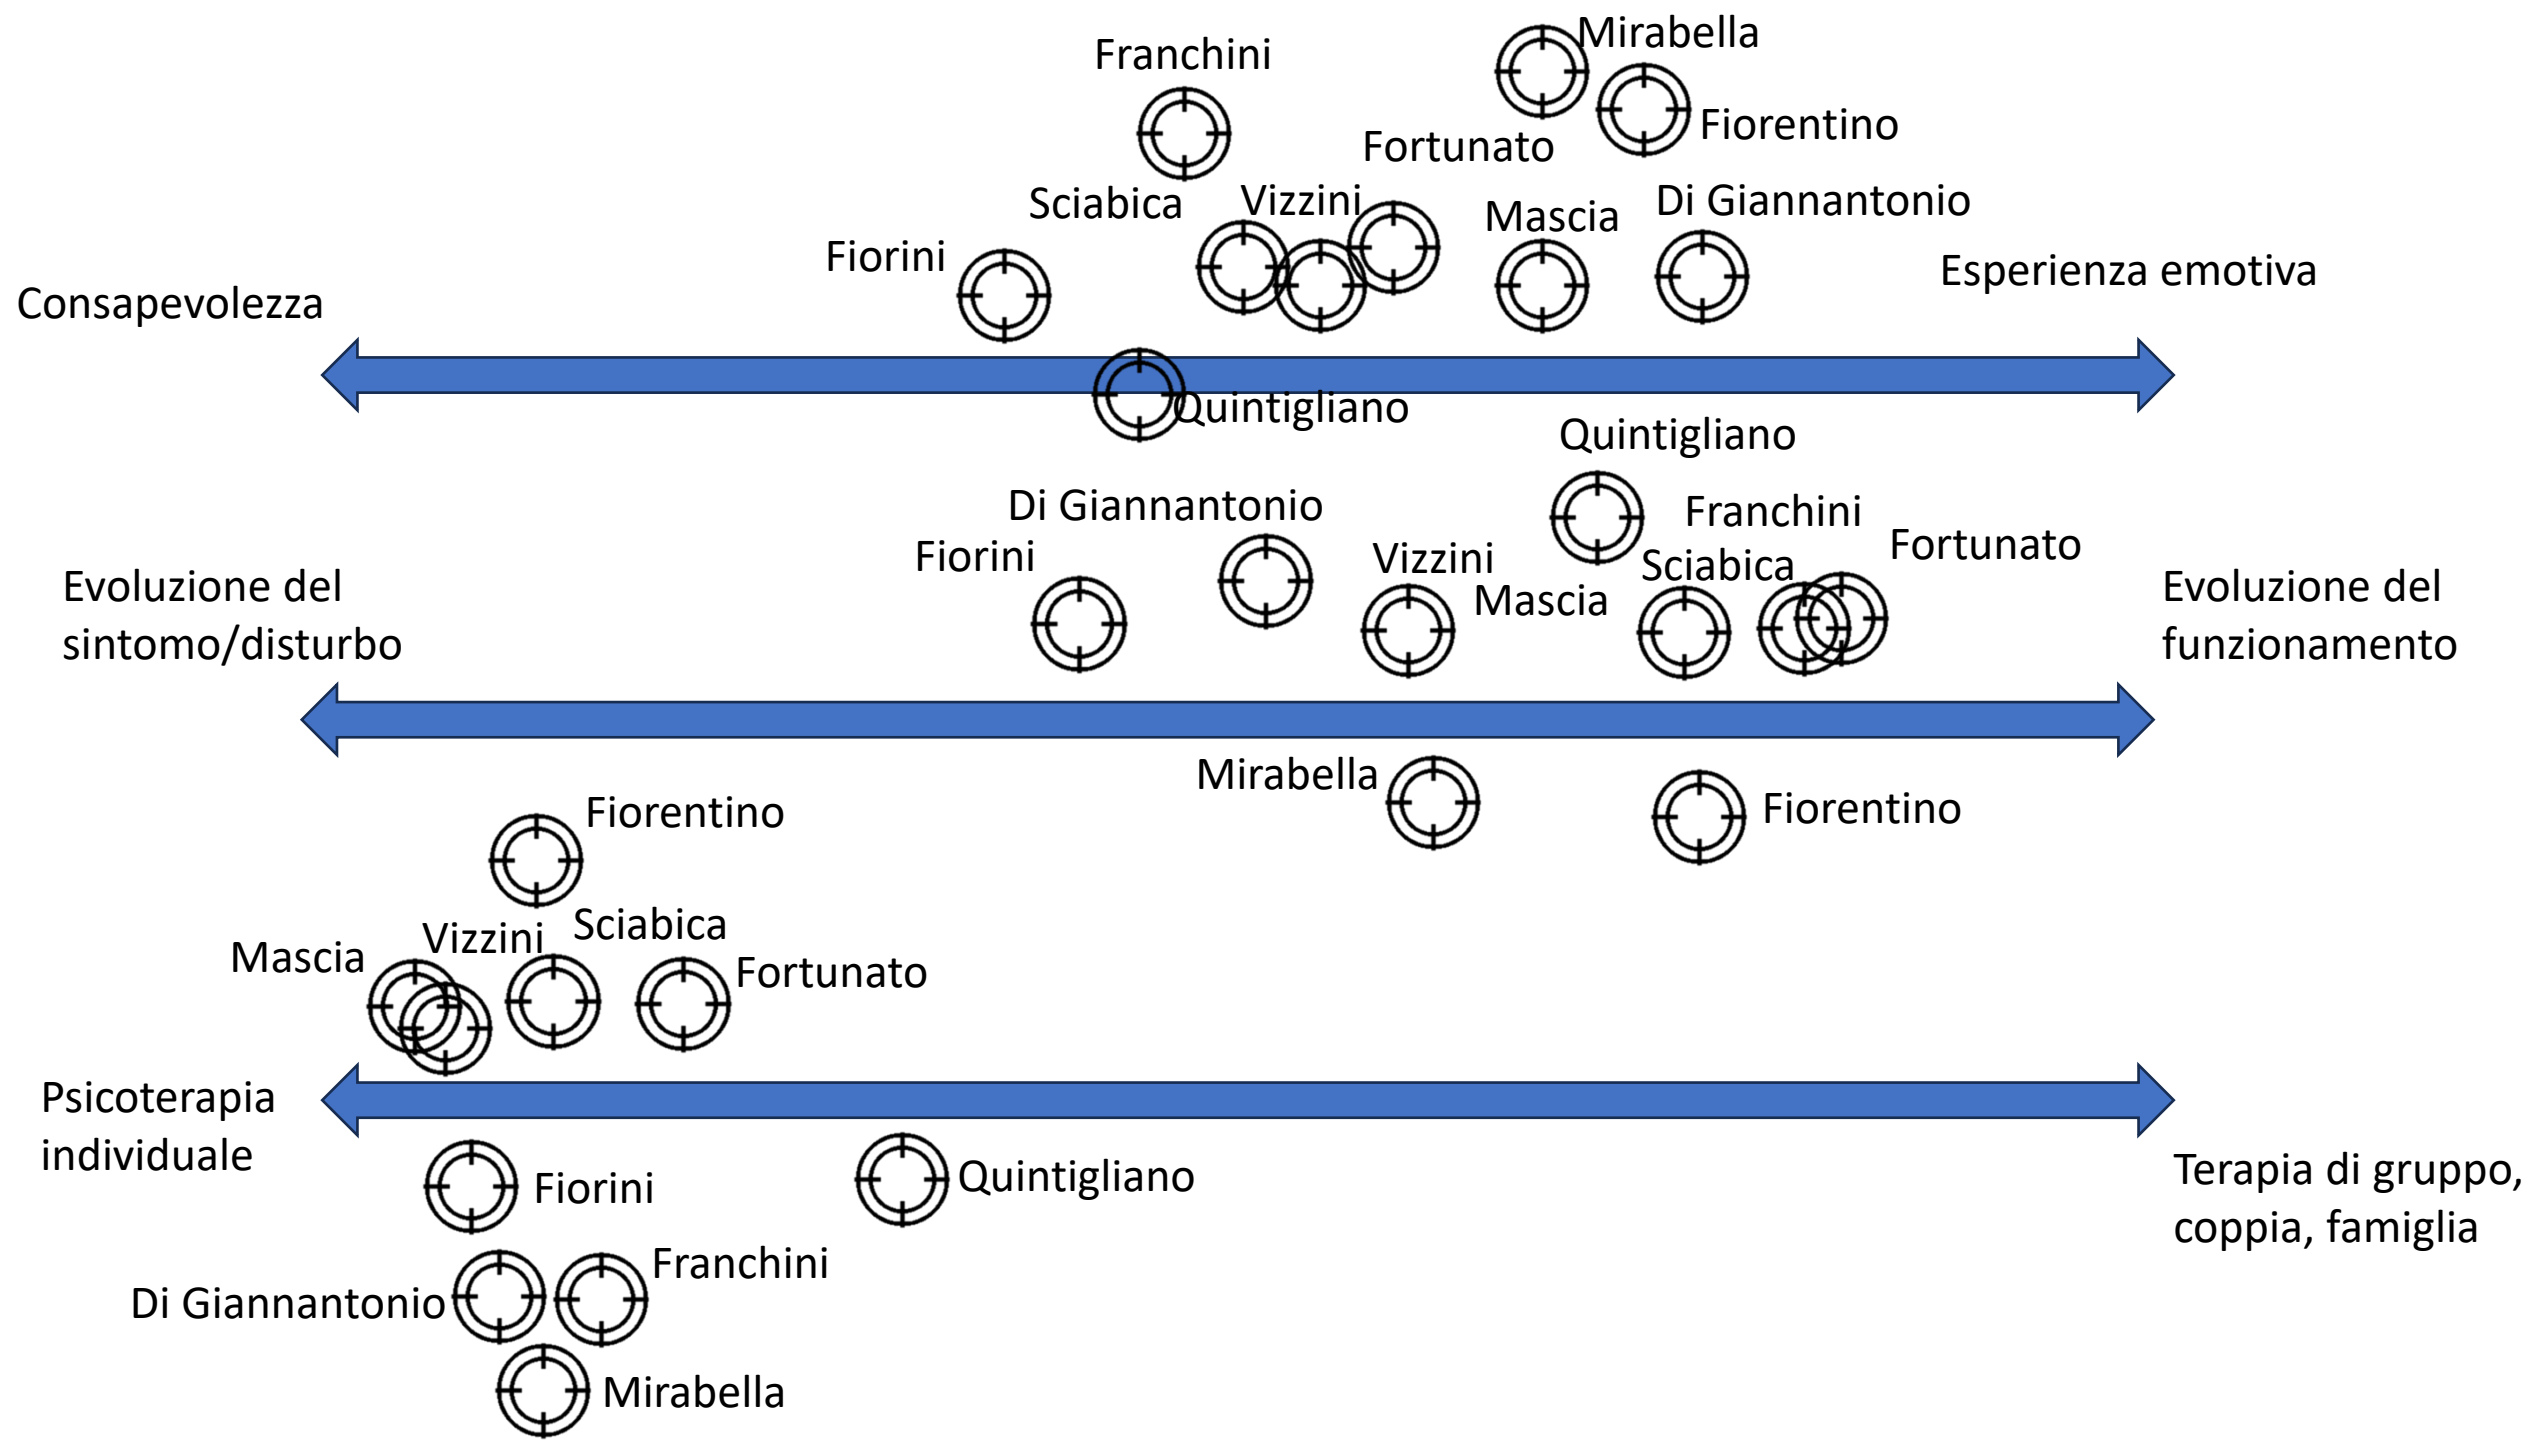 Mirabella
Franchini
Fiorentino
Fortunato
Sciabica
Vizzini
Mascia
Di Giannantonio
Fiorini
Esperienza emotiva
Consapevolezza
Quintigliano
Quintigliano
Di Giannantonio
Franchini
Fiorini
Vizzini
Sciabica
Fortunato
Mascia
Evoluzione del
sintomo/disturbo
Evoluzione del
funzionamento
Mirabella
Fiorentino
Fiorentino
Mascia
Vizzini
Sciabica
Fortunato
Psicoterapia
individuale
Fiorini
Quintigliano
Terapia di gruppo,
coppia, famiglia
Di Giannantonio
Franchini
Mirabella